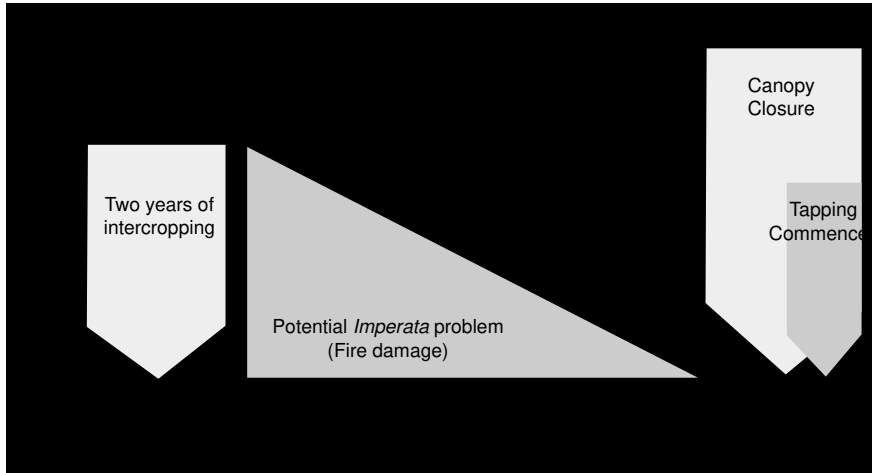 Two years of
intercropping
Potential Imperata problem
(Fire damage)
Canopy
Closure
Tapping
Commence